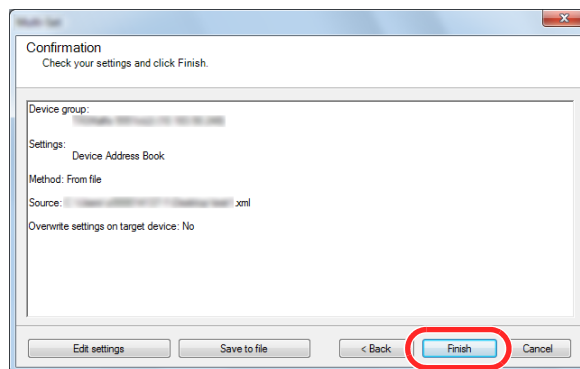 Confirmation
Check your settings and click Finish.
Device group:
Settings:
Device Address Book
Method: From file
Source: .xml
Overwrite settings on target device: No
Edit settings
Save to file
< Back
Finish
Cancel